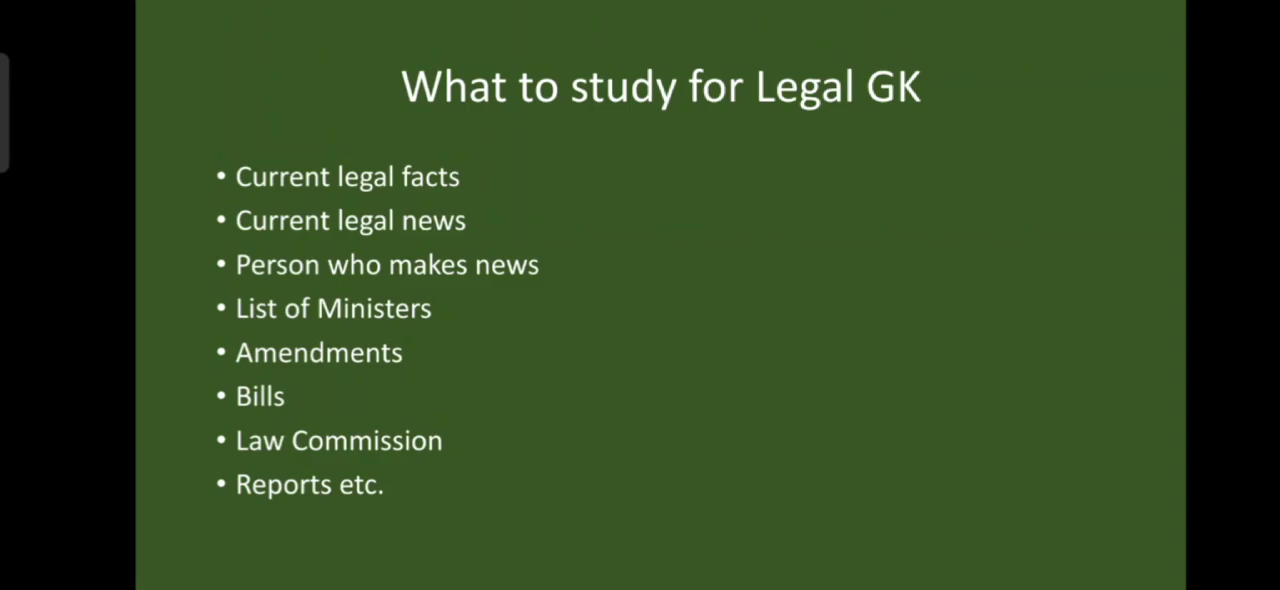 What to study for Legal GK
• Current legal facts
• Current legal news
• Person who makes news
• List of Ministers
• Amendments
• Bills
• Law Commission
• Reports etc.